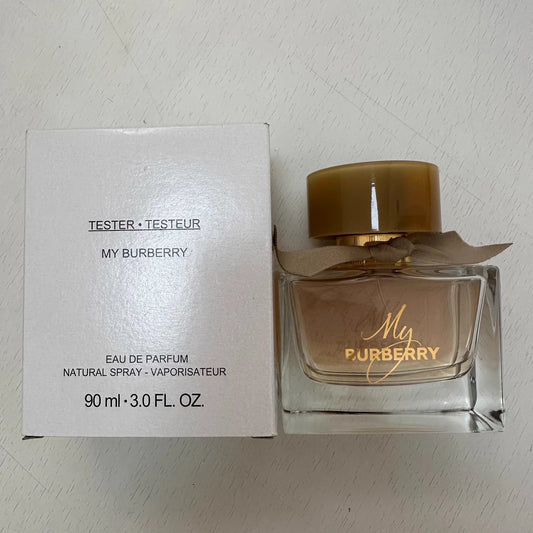 TESTER • TESTEUR
MY BURBERRY
EAU DE PARFUM
NATURAL SPRAY - VAPORISATEUR
90 ml • 3.0 FL. OZ.
My
BURBERRY